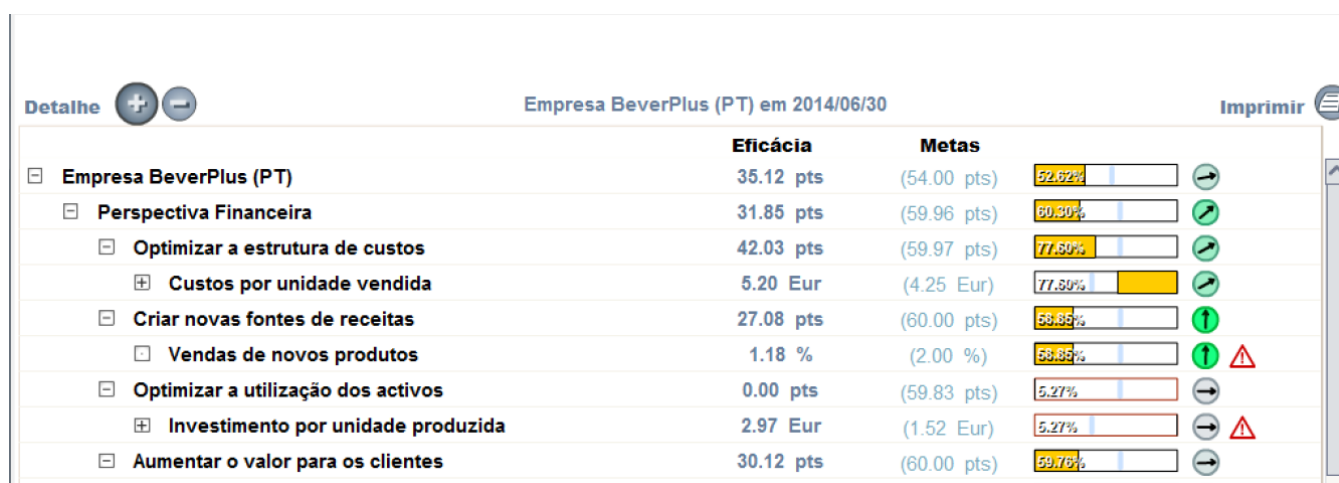 Detalhe Empresa BeverPlus (PT) em 2014/06/30 Imprimir
Eficácia Metas
Empresa BeverPlus (PT) 35.12 pts (54.00 pts) 52.62%
Perspectiva Financeira 31.85 pts (59.96 pts) 60.30%
Optimizar a estrutura de custos 42.03 pts (59.97 pts) 77.60%
Custos por unidade vendida 5.20 Eur (4.25 Eur) 77.60%
Criar novas fontes de receitas 27.08 pts (60.00 pts) 58.85%
Vendas de novos produtos 1.18 % (2.00 %) 58.85%
Optimizar a utilização dos activos 0.00 pts (59.83 pts) 5.27%
Investimento por unidade produzida 2.97 Eur (1.52 Eur) 5.27%
Aumentar o valor para os clientes 30.12 pts (60.00 pts) 59.76%